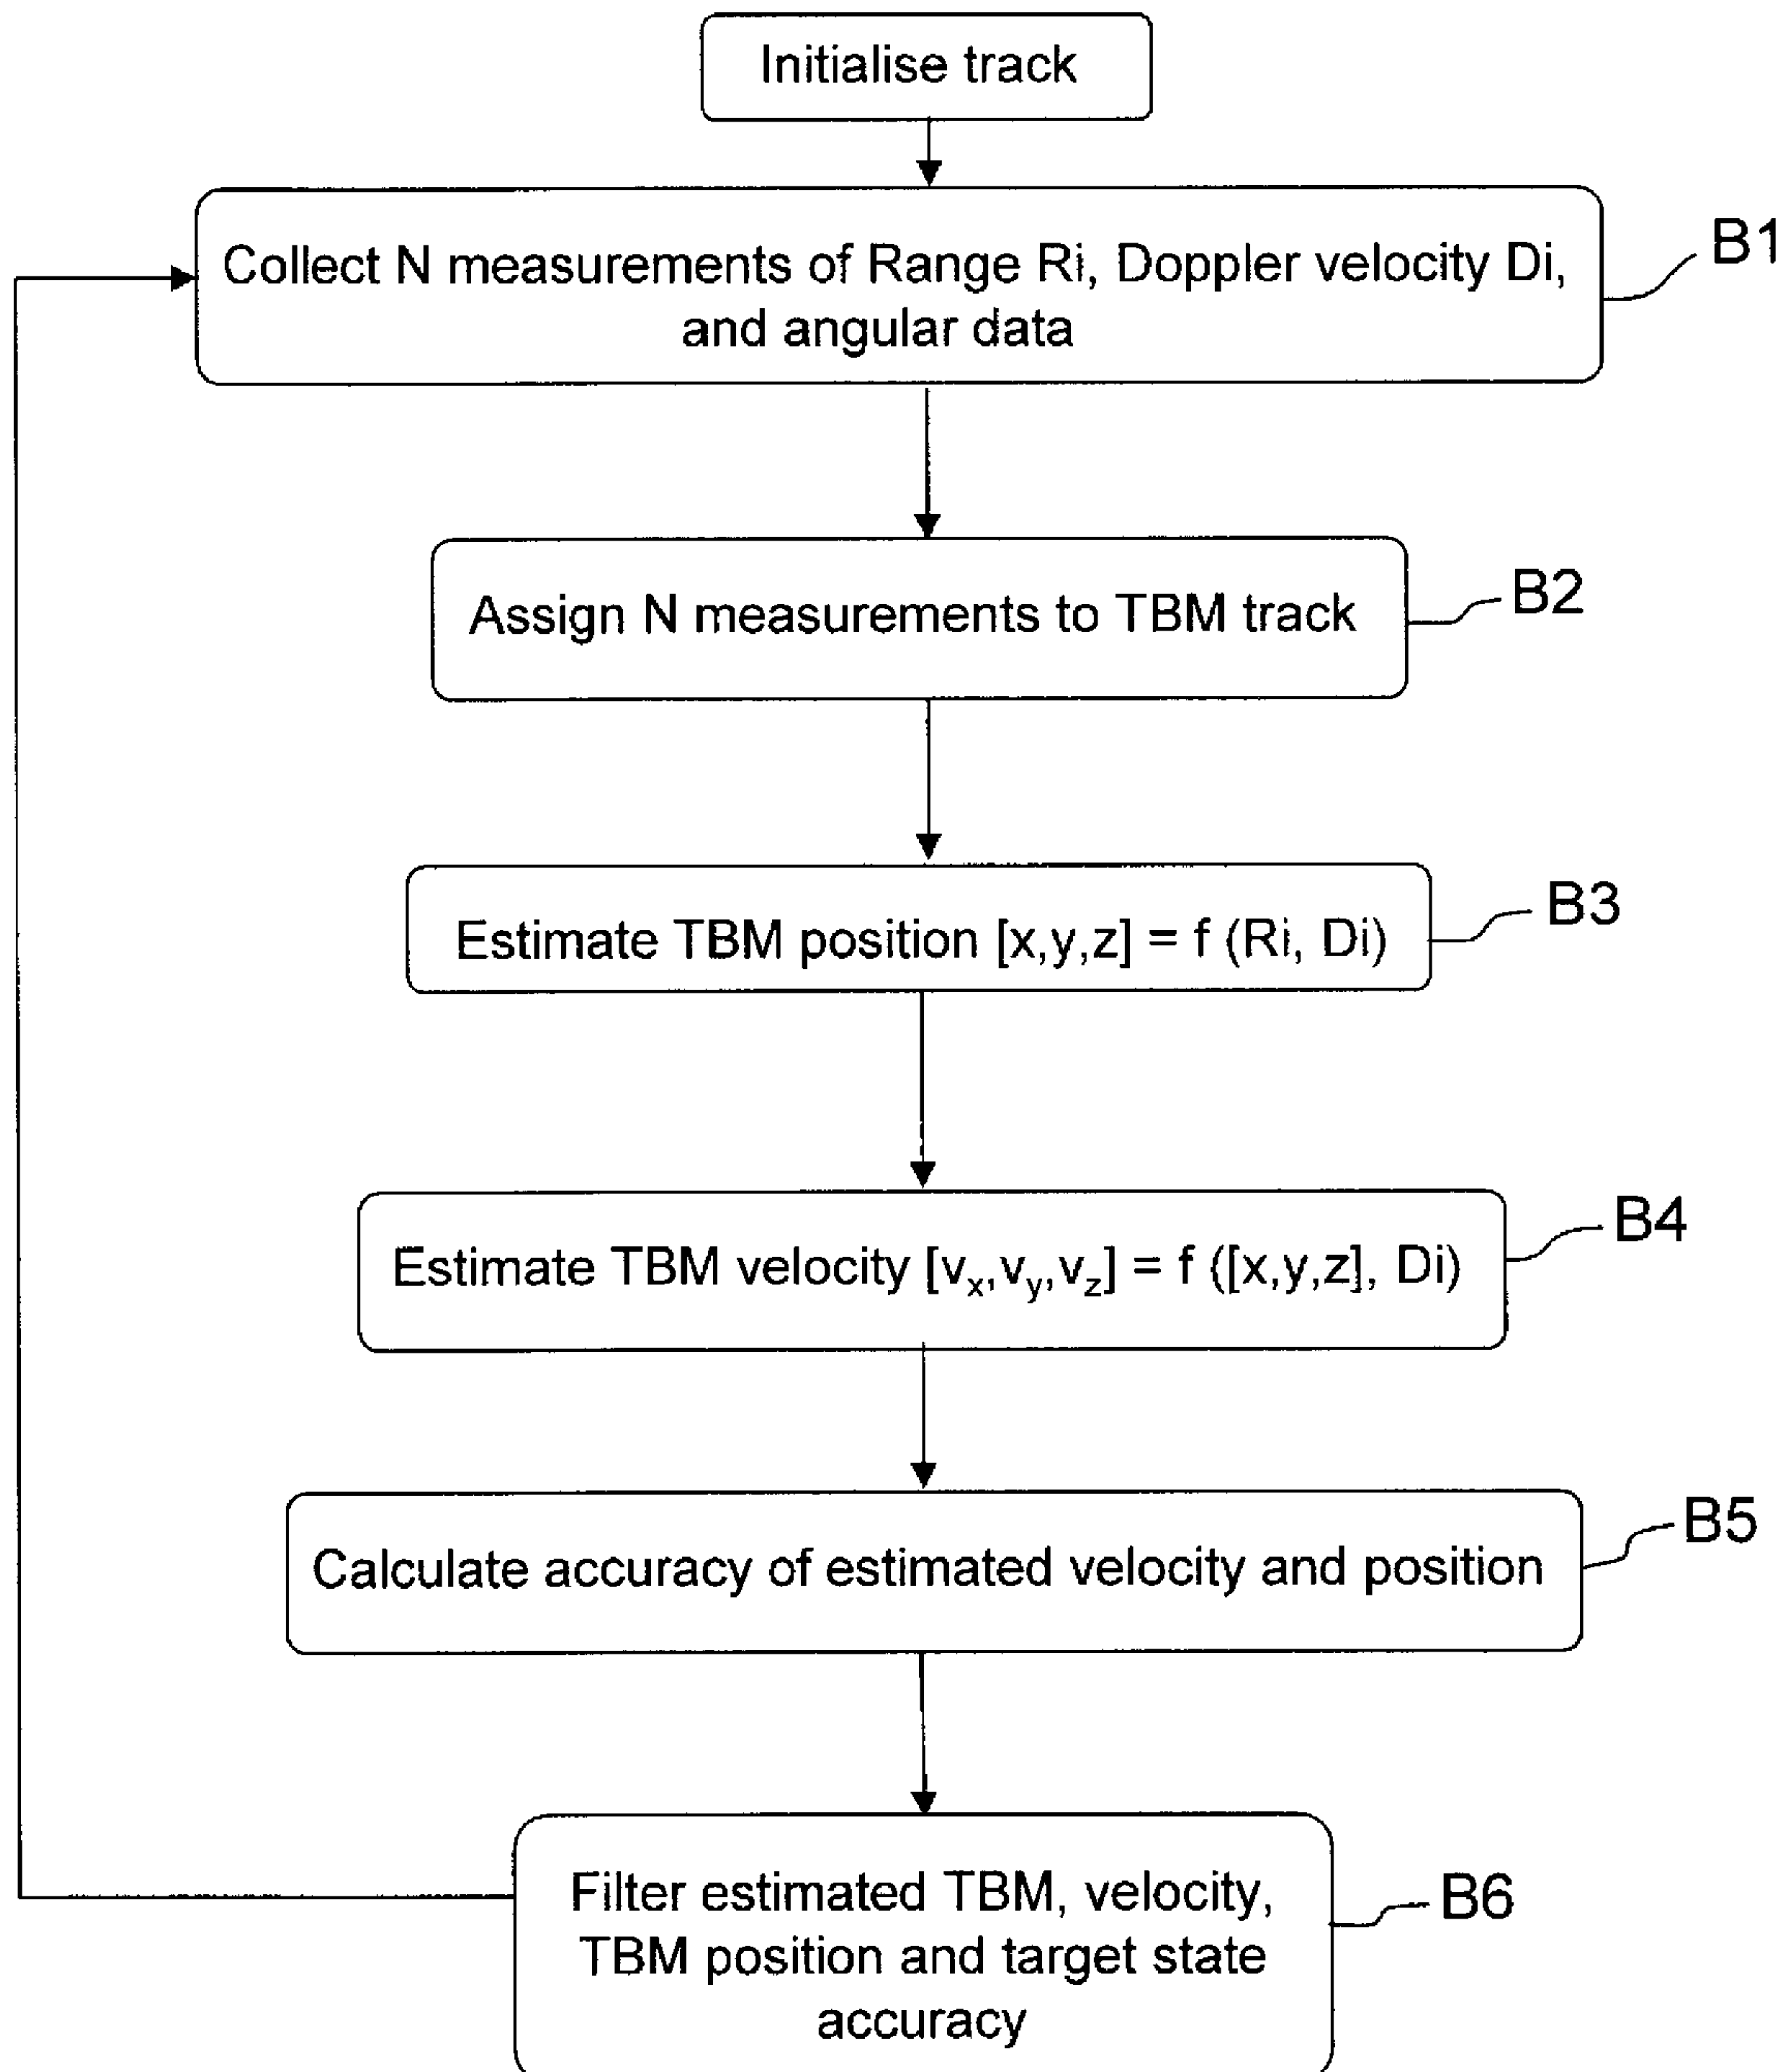 Initialise track
Collect N measurements of Range Ri, Doppler velocity Di,
and angular data
B1
Assign N measurements to TBM track
B2
Estimate TBM position [x,y,z] = f (Ri, Di)
B3
Estimate TBM velocity [vₓ,vᵧ,v_z] = f ([x,y,z], Di)
B4
Calculate accuracy of estimated velocity and position
B5
Filter estimated TBM, velocity,
TBM position and target state
accuracy
B6